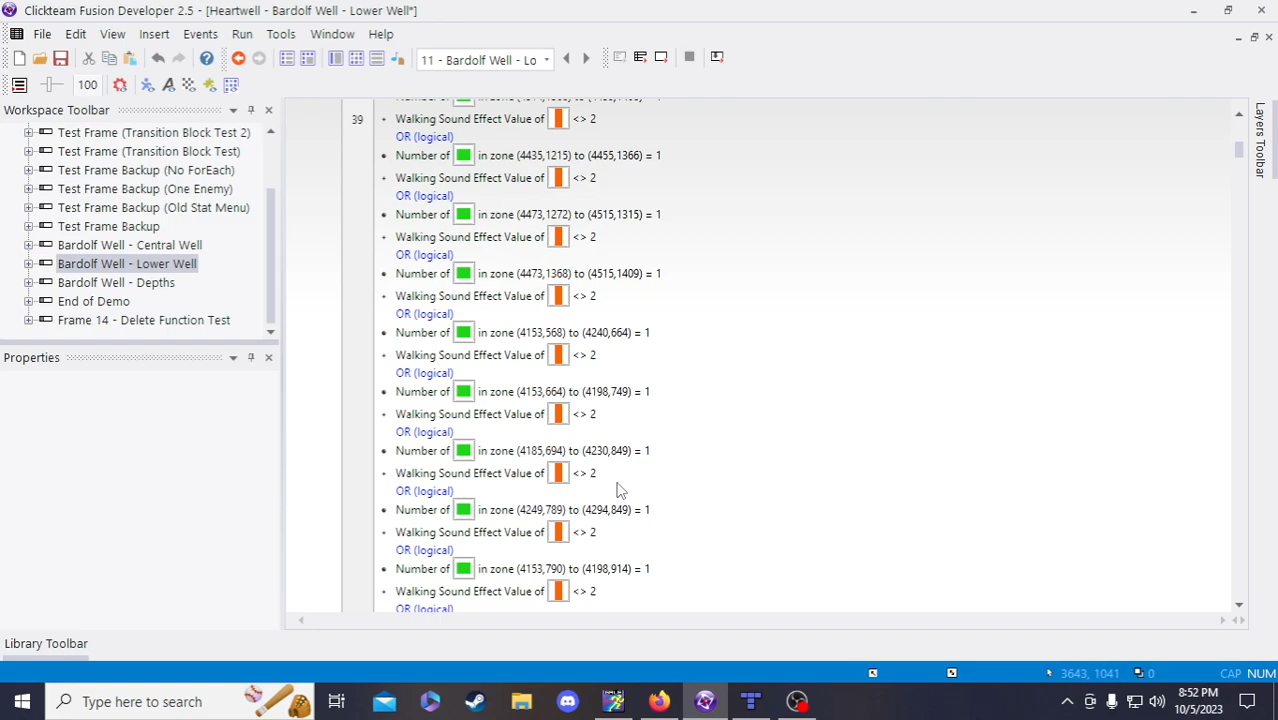 Clickteam Fusion Developer 2.5 - [Heartwell - Bardolf Well - Lower Well*]
File Edit View Insert Events Run Tools Window Help
11 - Bardolf Well - Lo
100
Workspace Toolbar
Test Frame (Transition Block Test 2)
Test Frame (Transition Block Test)
Test Frame Backup (No ForEach)
Test Frame Backup (One Enemy)
Test Frame Backup (Old Stat Menu)
Test Frame Backup
Bardolf Well - Central Well
Bardolf Well - Lower Well
Bardolf Well - Depths
End of Demo
Frame 14 - Delete Function Test
Properties
Library Toolbar
39
Walking Sound Effect Value of <> 2
OR (logical)
Number of in zone (4435,1215) to (4455,1366) = 1
Walking Sound Effect Value of <> 2
OR (logical)
Number of in zone (4473,1272) to (4515,1315) = 1
Walking Sound Effect Value of <> 2
OR (logical)
Number of in zone (4473,1368) to (4515,1409) = 1
Walking Sound Effect Value of <> 2
OR (logical)
Number of in zone (4153,568) to (4240,664) = 1
Walking Sound Effect Value of <> 2
OR (logical)
Number of in zone (4153,664) to (4198,749) = 1
Walking Sound Effect Value of <> 2
OR (logical)
Number of in zone (4185,694) to (4230,849) = 1
Walking Sound Effect Value of <> 2
OR (logical)
Number of in zone (4249,789) to (4294,849) = 1
Walking Sound Effect Value of <> 2
OR (logical)
Number of in zone (4153,790) to (4198,914) = 1
Walking Sound Effect Value of <> 2
OR (logical)
Layers Toolbar
3643, 1041
0
CAP NUM
Type here to search
8:52 PM
10/5/2023